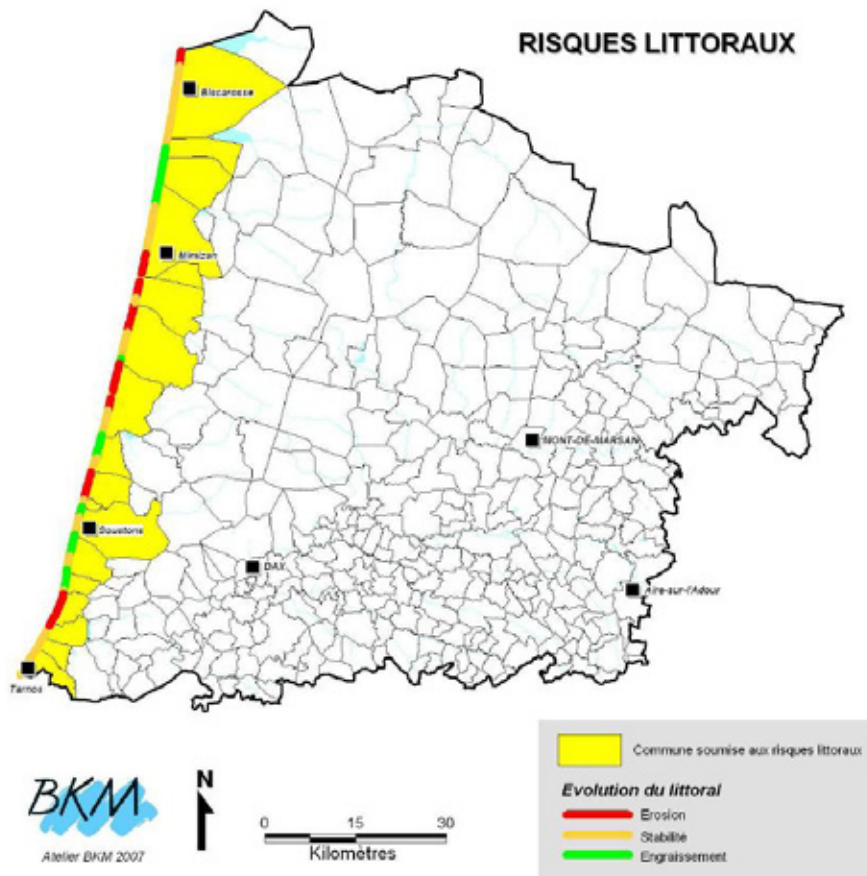 RISQUES LITTORAUX
Biscarosse
Mimizan
MONT-DE-MARSAN
Soustons
DAX
Aire-sur-l'Adour
Tarnos
Commune soumise aux risques littoraux
Evolution du littoral
Erosion
Stabilité
Engraissement
BKM
Atelier BKM 2007
N
0 15 30
Kilomètres